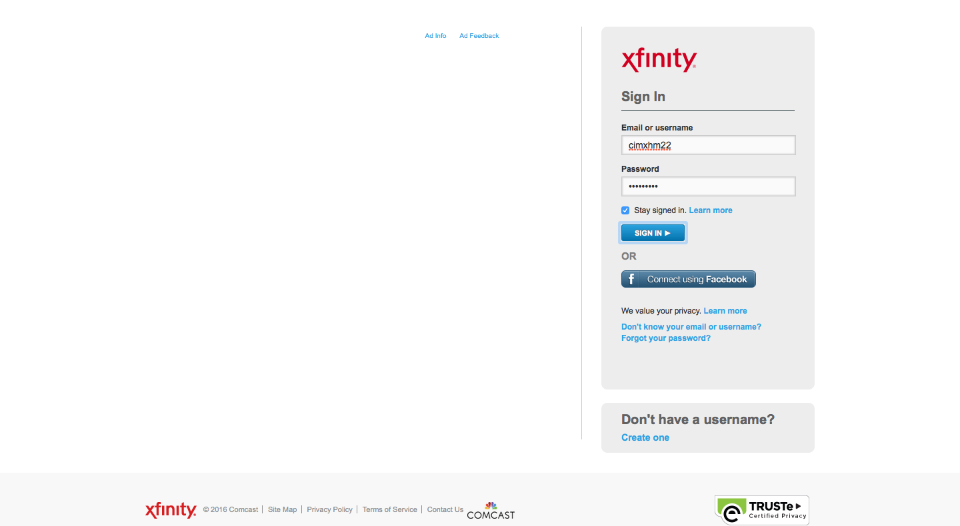 Ad Info Ad Feedback
xfinity
Sign In
Email or username
cimxhm22
Password
•••••••••
Stay signed in. Learn more
SIGN IN ►
OR
f Connect using Facebook
We value your privacy. Learn more
Don't know your email or username?
Forgot your password?
Don't have a username?
Create one
xfinity © 2016 Comcast | Site Map | Privacy Policy | Terms of Service | Contact Us COMCAST
TRUSTe ►
Certified Privacy